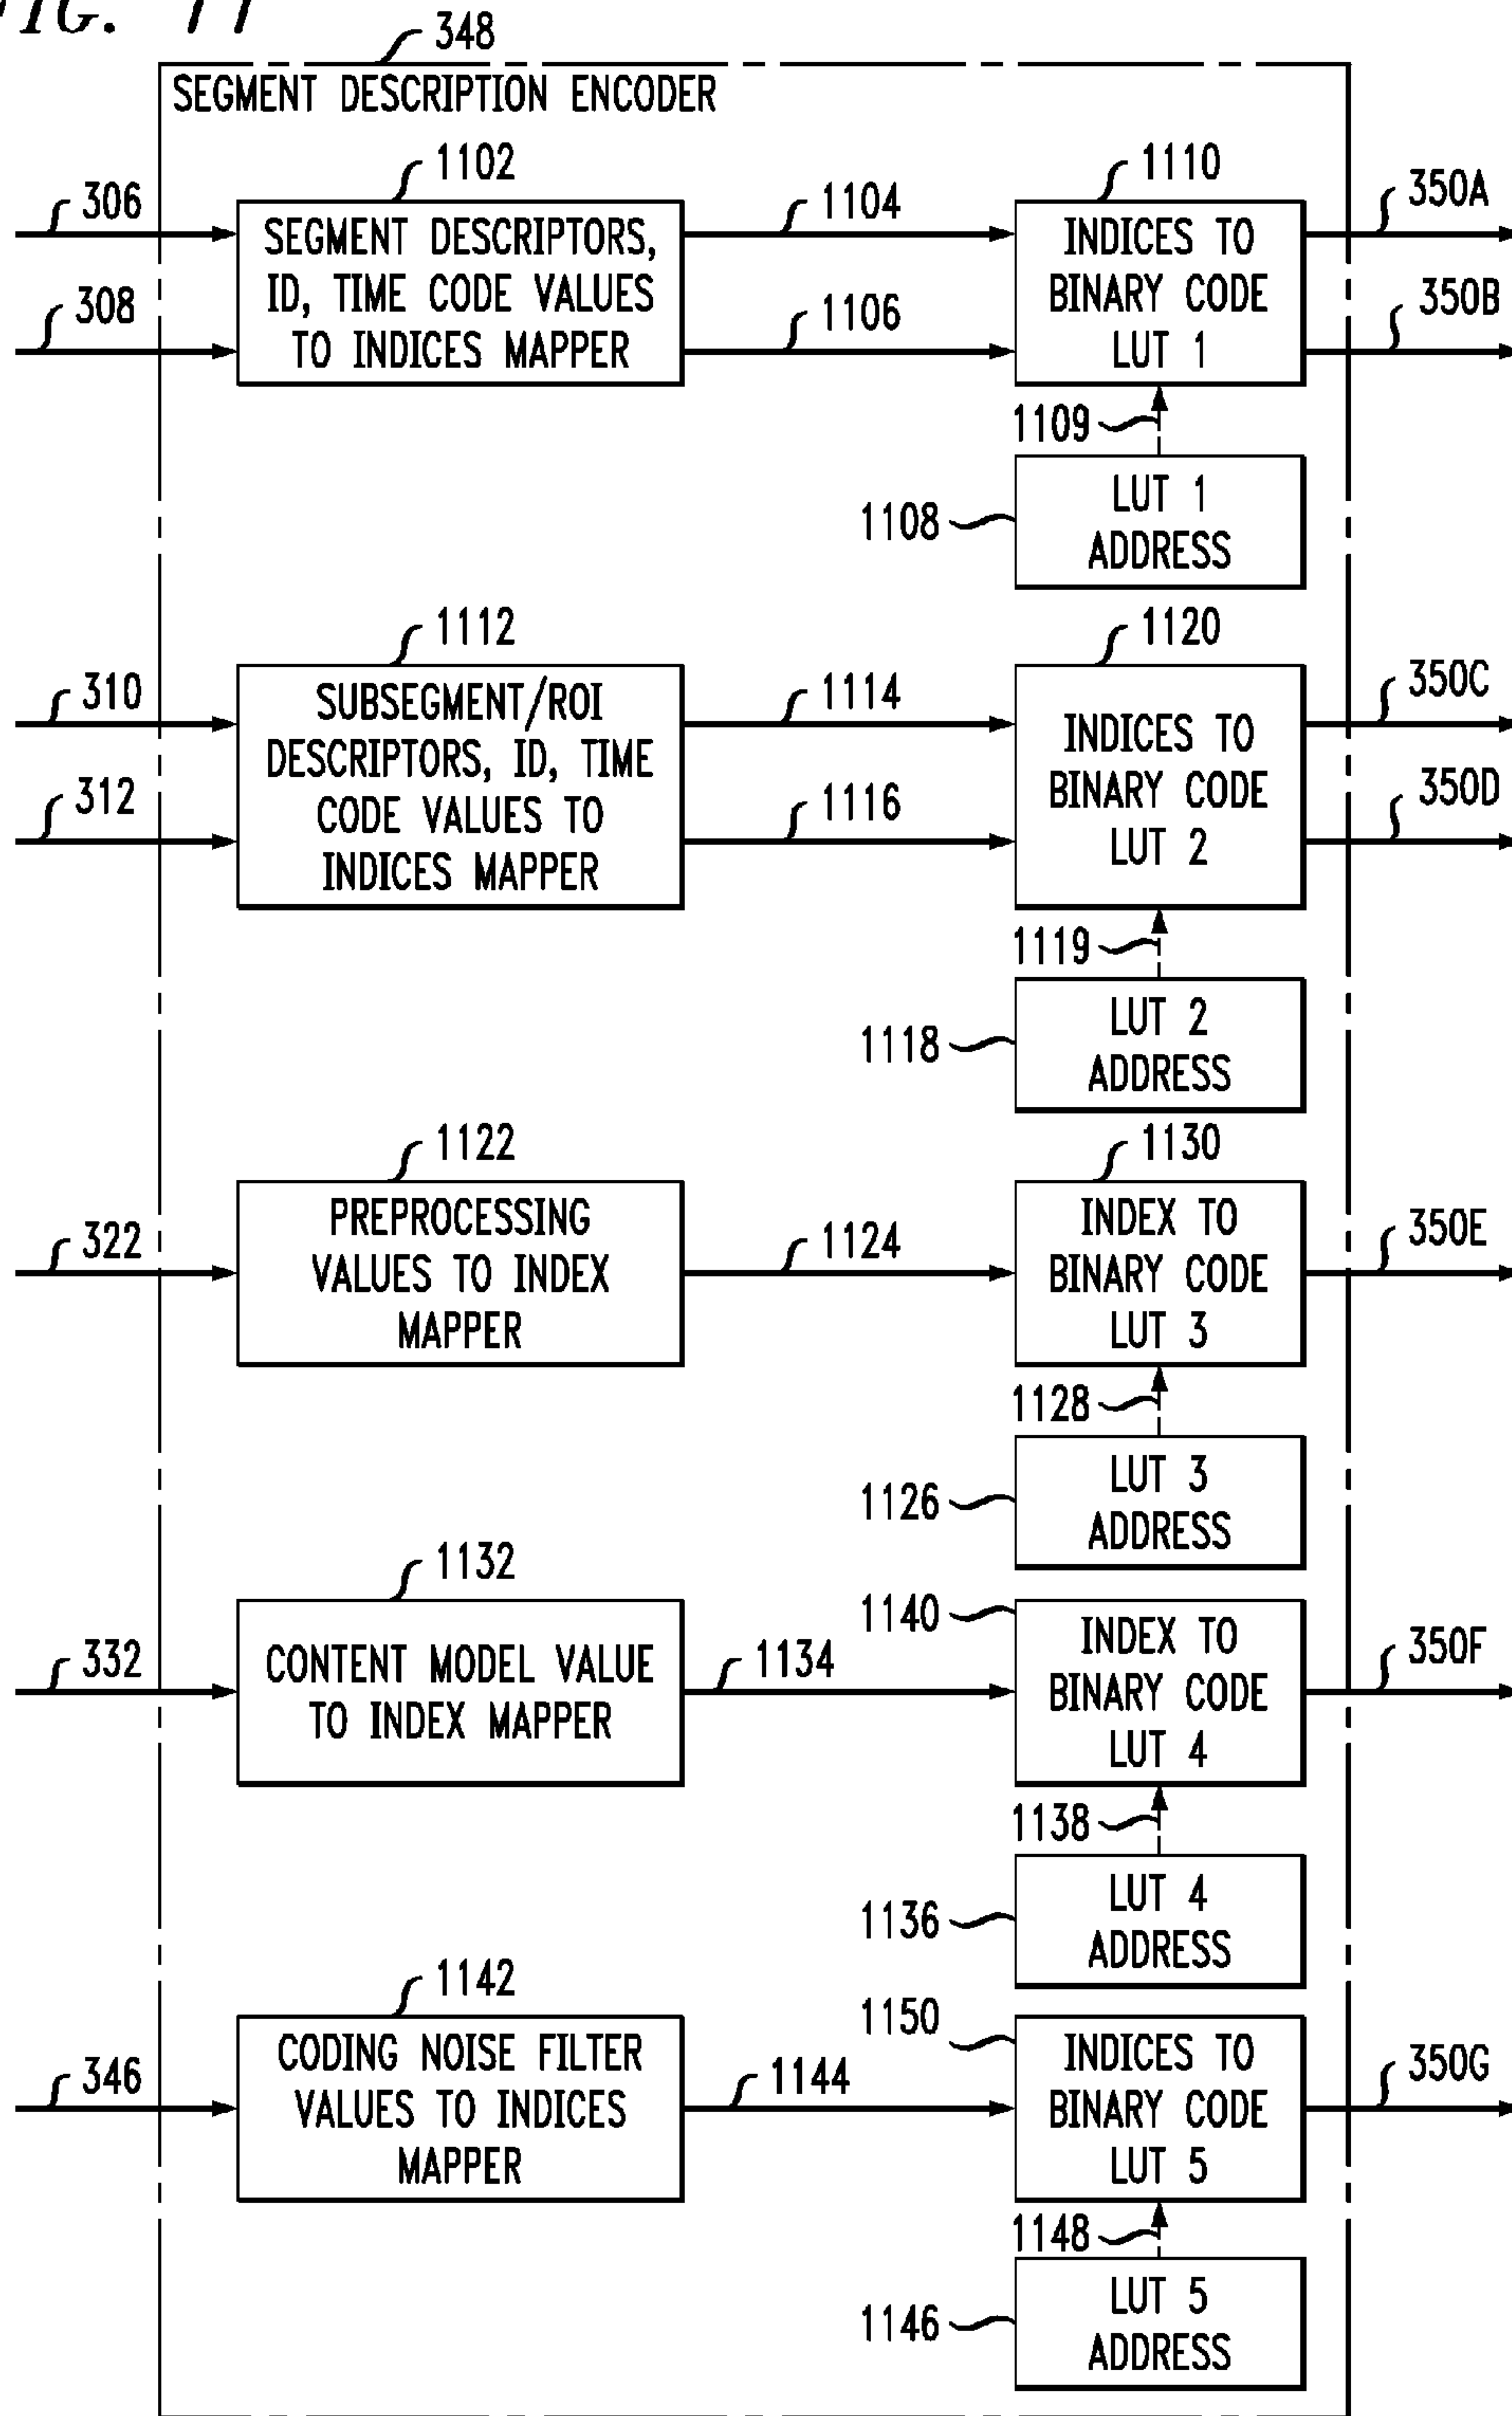 FIG. 11
348
SEGMENT DESCRIPTION ENCODER
1102
1110
306
1104
350A
SEGMENT DESCRIPTORS,
ID, TIME CODE VALUES
TO INDICES MAPPER
INDICES TO
BINARY CODE
LUT 1
308
1106
350B
1109
LUT 1
ADDRESS
1108
1112
1120
310
1114
350C
SUBSEGMENT/ROI
DESCRIPTORS, ID, TIME
CODE VALUES TO
INDICES MAPPER
INDICES TO
BINARY CODE
LUT 2
312
1116
350D
1119
LUT 2
ADDRESS
1118
1122
1130
322
PREPROCESSING
VALUES TO INDEX
MAPPER
1124
INDEX TO
BINARY CODE
LUT 3
350E
1128
LUT 3
ADDRESS
1126
1132
1140
332
CONTENT MODEL VALUE
TO INDEX MAPPER
1134
INDEX TO
BINARY CODE
LUT 4
350F
1138
LUT 4
ADDRESS
1136
1142
1150
346
CODING NOISE FILTER
VALUES TO INDICES
MAPPER
1144
INDICES TO
BINARY CODE
LUT 5
350G
1148
LUT 5
ADDRESS
1146